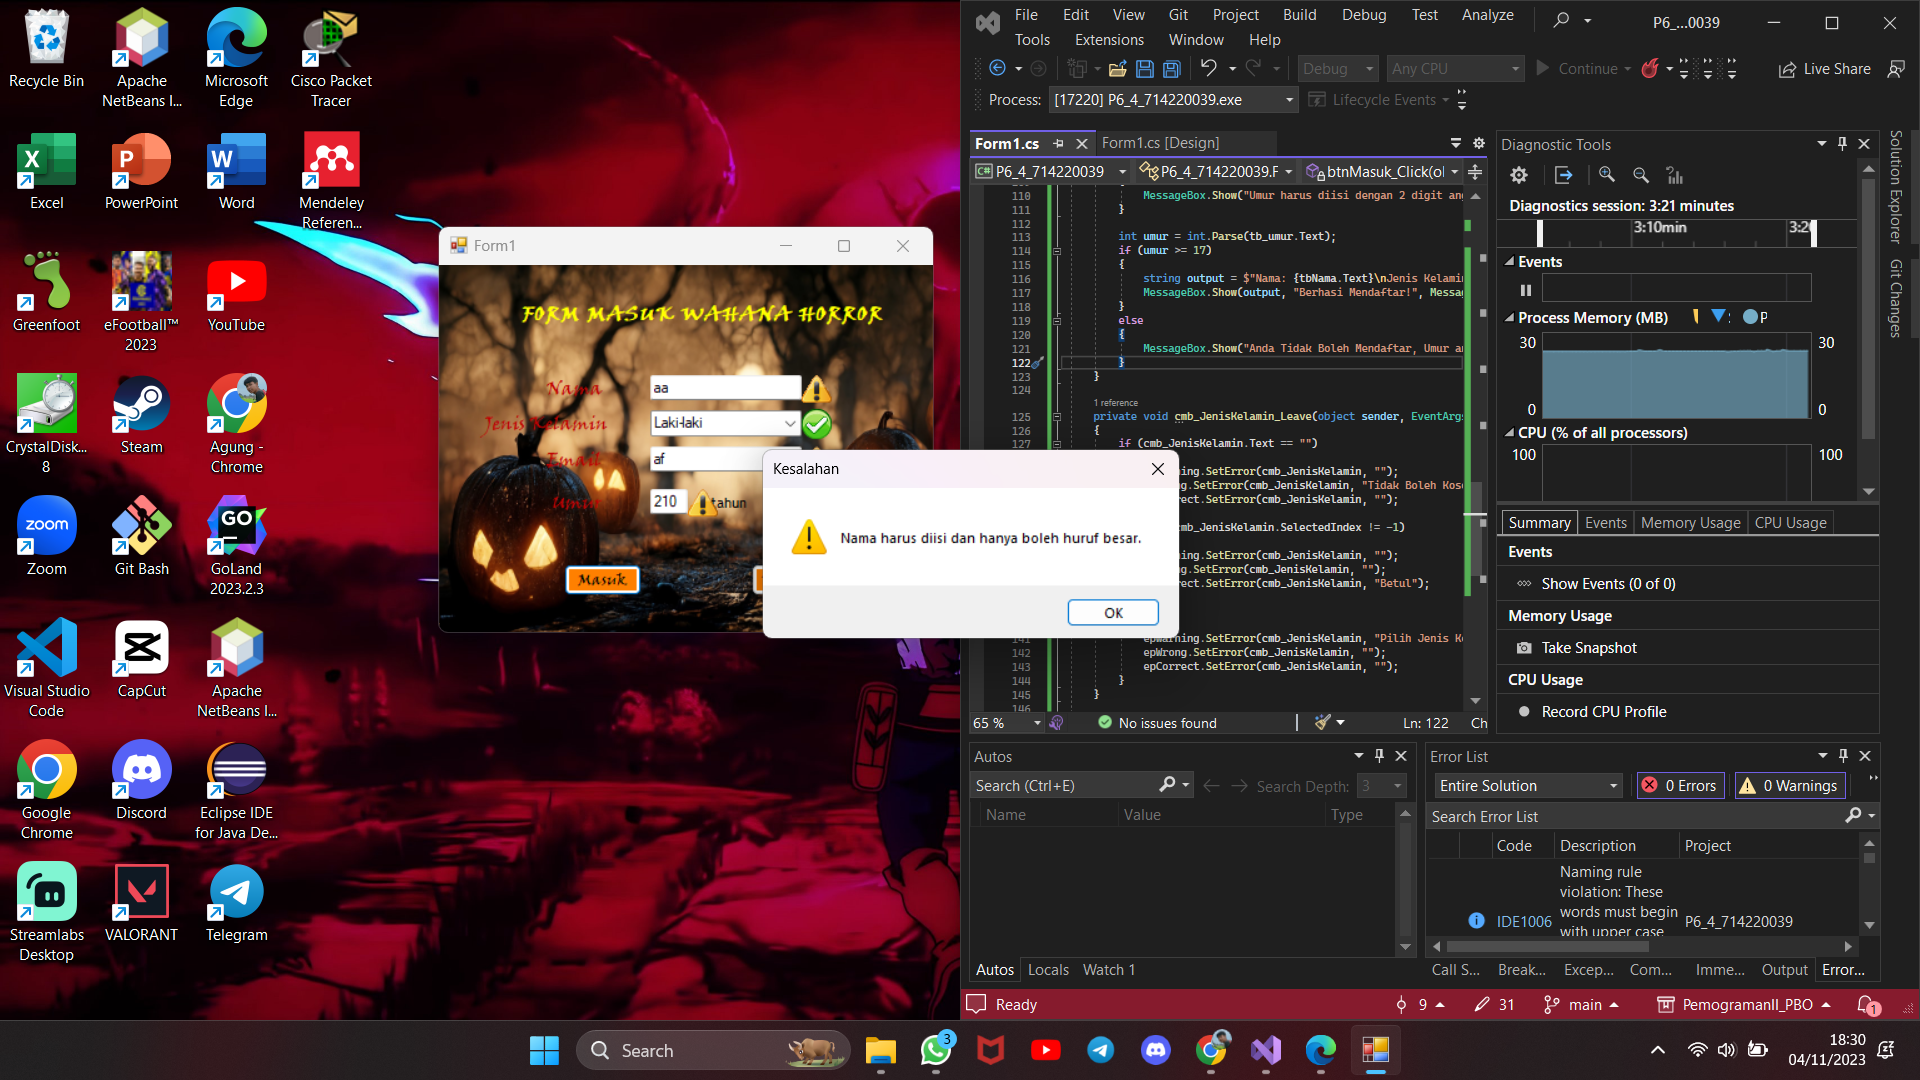 Recycle Bin
Apache NetBeans I...
Microsoft Edge
Cisco Packet Tracer
Excel
PowerPoint
Word
Mendeley Referen...
Greenfoot
eFootball™ 2023
YouTube
CrystalDisk... 8
Steam
Agung - Chrome
Zoom
Git Bash
GoLand 2023.2.3
Visual Studio Code
CapCut
Apache NetBeans I...
Google Chrome
Discord
Eclipse IDE for Java De...
Streamlabs Desktop
VALORANT
Telegram
Form1
FORM MASUK WAHANA HORROR
Nama
aa
Jenis Kelamin
Laki-laki
Email
af
Umur
210
tahun
Masuk
Kesalahan
Nama harus diisi dan hanya boleh huruf besar.
OK
File Edit View Git Project Build Debug Test Analyze
P6_...0039
Tools Extensions Window Help
Debug
Any CPU
Continue
Live Share
Process: [17220] P6_4_714220039.exe
Lifecycle Events
Form1.cs
Form1.cs [Design]
P6_4_714220039
P6_4_714220039.F
btnMasuk_Click(ol
110 MessageBox.Show("Umur harus diisi dengan 2 digit ang
111 }
112
113 int umur = int.Parse(tb_umur.Text);
114 if (umur >= 17)
115 {
116 string output = $"Nama: {tbNama.Text}\nJenis Kelamin
117 MessageBox.Show(output, "Berhasi Mendaftar!", Messag
118 }
119 else
120 {
121 MessageBox.Show("Anda Tidak Boleh Mendaftar, Umur an
122 }
123 }
124
1 reference
125 private void cmb_JenisKelamin_Leave(object sender, EventArgs
126 {
127 if (cmb_JenisKelamin.Text == "")
ning.SetError(cmb_JenisKelamin, "");
g.SetError(cmb_JenisKelamin, "Tidak Boleh Koso
ect.SetError(cmb_JenisKelamin, "");
mb_JenisKelamin.SelectedIndex != -1)
ning.SetError(cmb_JenisKelamin, "");
g.SetError(cmb_JenisKelamin, "");
ect.SetError(cmb_JenisKelamin, "Betul");
141 epWarning.SetError(cmb_JenisKelamin, "Pilih Jenis Ke
142 epWrong.SetError(cmb_JenisKelamin, "");
143 epCorrect.SetError(cmb_JenisKelamin, "");
144 }
145 }
146
65 %
No issues found
Ln: 122
Ch
Diagnostic Tools
Diagnostics session: 3:21 minutes
3:10min
Events
Process Memory (MB)
P
30
30
0
0
CPU (% of all processors)
100
100
Summary
Events
Memory Usage
CPU Usage
Events
Show Events (0 of 0)
Memory Usage
Take Snapshot
CPU Usage
Record CPU Profile
Solution Explorer
Git Changes
Autos
Search (Ctrl+E)
Search Depth: 3
Name
Value
Type
Autos
Locals
Watch 1
Error List
Entire Solution
0 Errors
0 Warnings
Search Error List
Code
Description
Project
Naming rule
violation: These
words must begin
IDE1006
P6_4_714220039
with upper case
Call S...
Break...
Excep...
Com...
Imme...
Output
Error...
Ready
9
31
main
PemogramanII_PBO
1
Search
3
18:30
04/11/2023